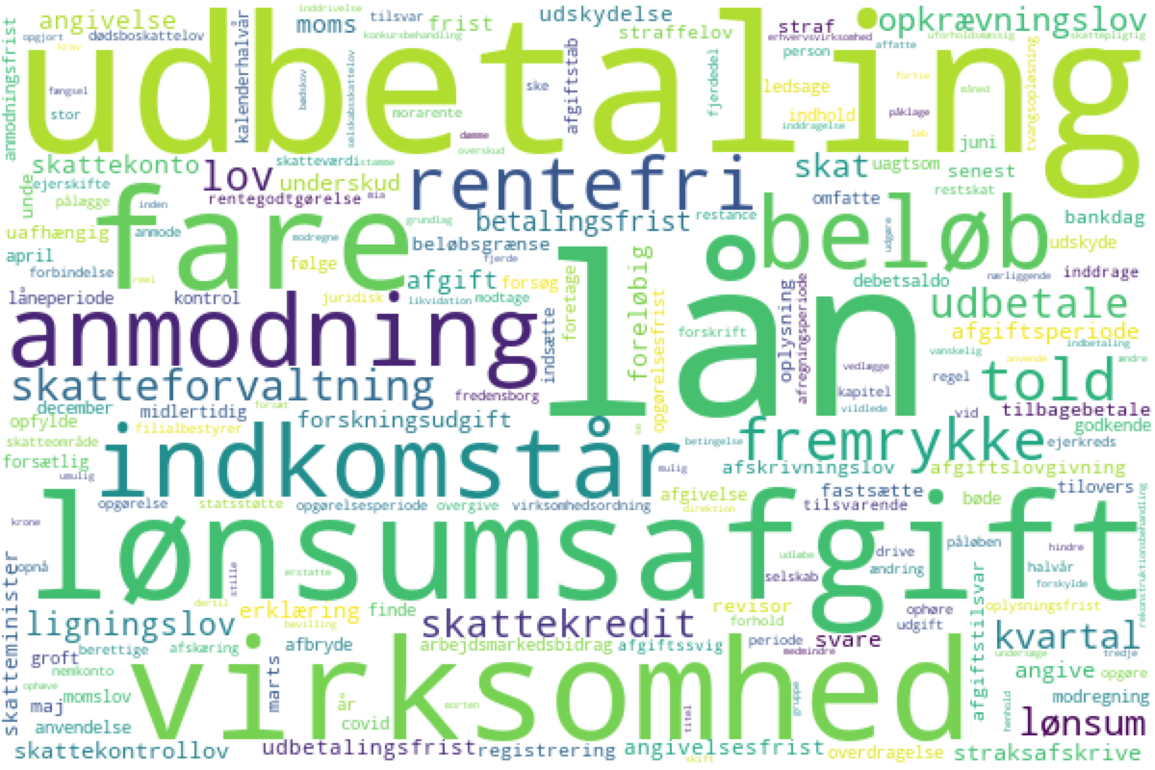 angivelse
inddrivelse
tilsvar
frist
udskydelse
straf
opkrævningslov
opgjort
dødsboskattelov
moms
konkursbehandling
straffelov
erhvervsvirksomhed
uforholdsmæssig
skattepligtig
krav
person
affatte
anmodningsfrist
udbetaling
kalenderhalvår
bødskov
selskabsskattelov
afgiftstab
fjerdedel
tvangsopløsning
fængsel
stor
ske
ledsage
fortie
måned
morarente
indhold
påklage
inddragelse
dømme
løb
juni
overskud
skattekonto
lov
skatteværdi
stamme
rentefri
skat
uagtsom
senest
ejerskifte
underskud
restskat
unde
pålægge
rentegodtgørelse
mia
omfatte
inden
grundlag
betalingsfrist
restance
bankdag
fare
beløb
uafhængig
anmode
modregne
beløbsgrænse
udgøre
udskyde
april
fjerde
forbindelse
følge
afgift
forsøg
nærliggende
inddrage
reel
debetsaldo
låneperiode
kontrol
juridisk
likvidation
modtage
foretage
foreløbig
lån
oplysning
afregningsperiode
udbetale
anmodning
indsætte
opgørelsesfrist
forskrift
afgiftsperiode
indbetaling
vanskelig
anvende
ændre
vedlægge
skatteforvaltning
fredensborg
kapitel
regel
told
december
midlertidig
forsæt
forskningsudgift
vildlede
vid
tilbagebetale
opfylde
filialbestyrer
se
godkende
skatteområde
indkomstår
betingelse
fremrykke
ejerkreds
forsætlig
umulig
mulig
afskrivningslov
afgiftslovgivning
opgørelse
statsstøtte
opgørelsesperiode
overgive
virksomhedsordning
afgivelse
direktion
fastsætte
tilsvarende
bøde
tilovers
krone
lønsumsafgift
rekonstruktionsbehandling
opnå
stille
erstatte
udløbe
drive
ændring
påløben
hindre
halvår
selskab
forskylde
skatteminister
dertil
erklæring
bevilling
finde
skattekredit
revisor
forhold
ophøre
udgift
afgiftstilsvar
oplysningsfrist
ligningslov
berettige
afskæring
afbryde
arbejdsmarkedsbidrag
afgiftssvig
periode
medmindre
svare
kvartal
undersøge
tredje
groft
nemkonto
marts
virksomhed
angive
opgøre
ophæve
momslov
maj
år
gruppe
henhold
modregning
anvendelse
covid
morten
titel
lønsum
skattekontrollov
udbetalingsfrist
registrering
angivelsesfrist
skift
overdragelse
straksafskrive